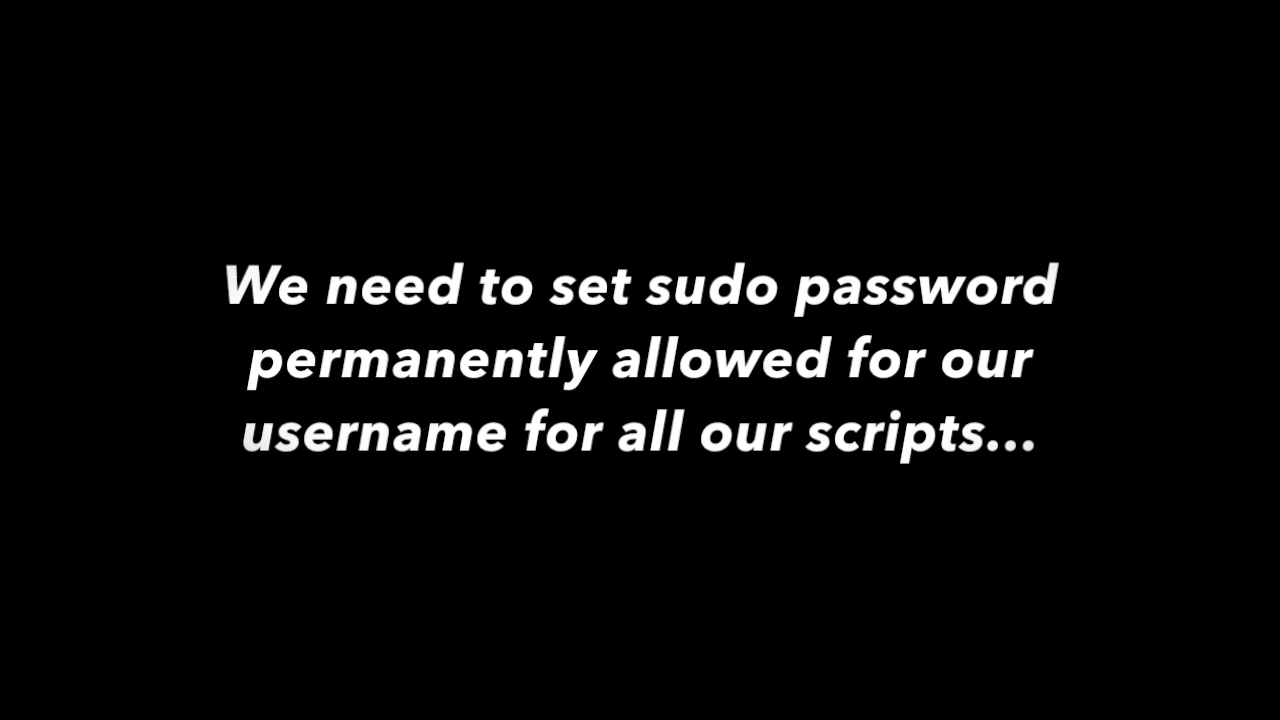 We need to set sudo password
permanently allowed for our
username for all our scripts...